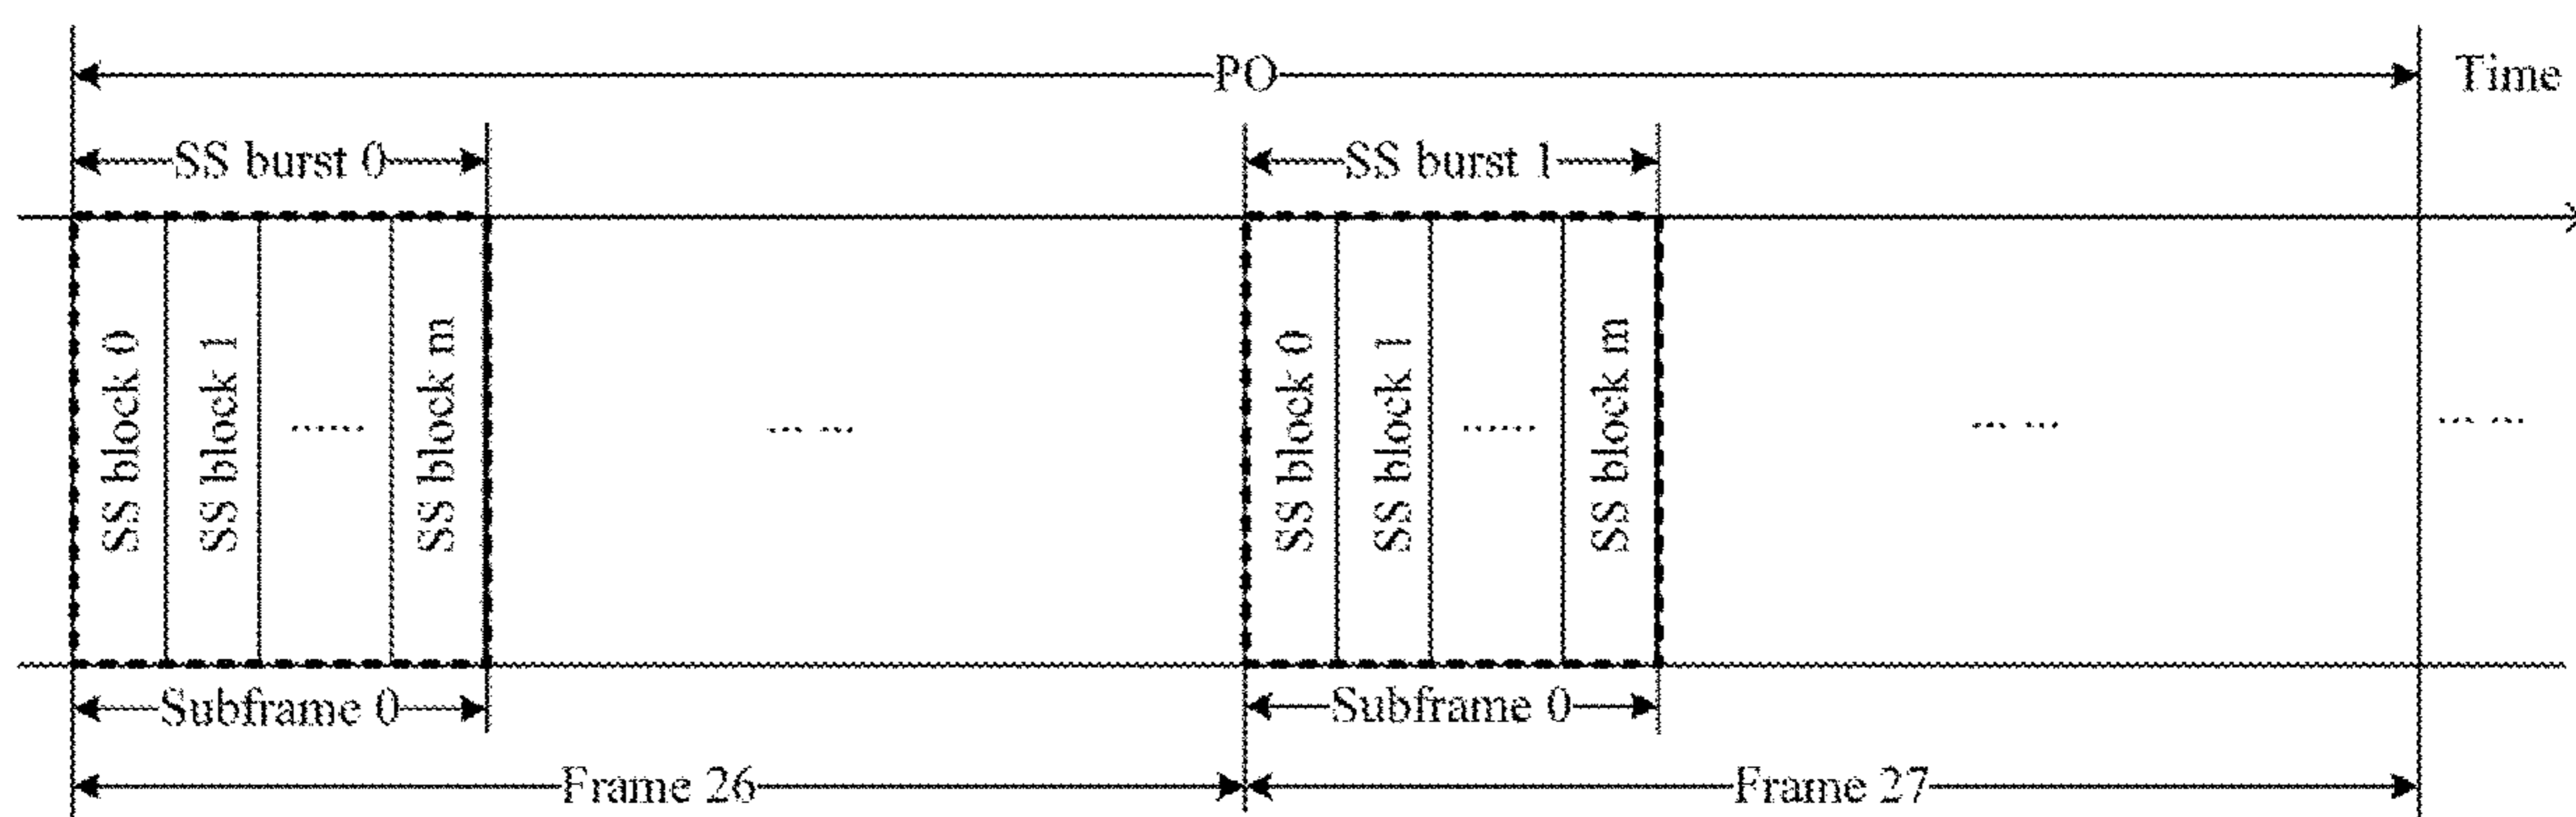 PO Time
SS burst 0 SS burst 1
SS block 0 SS block 1 ...... SS block m ... ... SS block 0 SS block 1 ...... SS block m ... ... ... ...
Subframe 0 Subframe 0
Frame 26 Frame 27